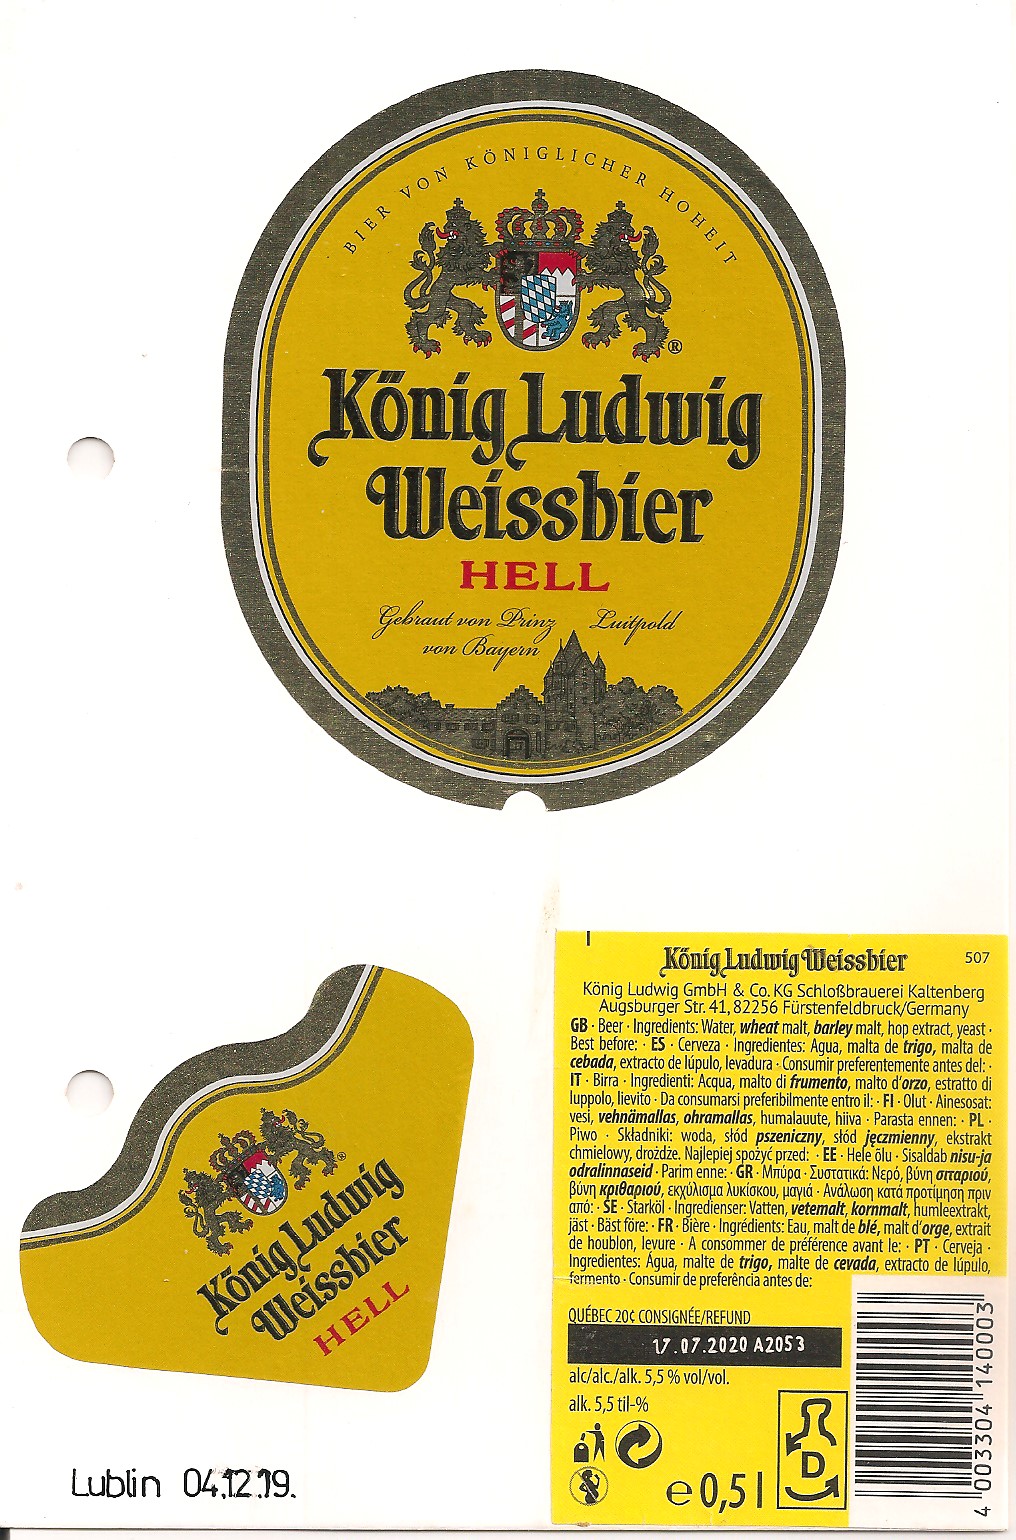 BIER VON KÖNIGLICHER HOHEIT
®
König Ludwig
Weissbier
HELL
Gebraut von Prinz Luitpold
von Bayern
®
König Ludwig
Weissbier
HELL
Lublin 04.12.19.
König Ludwig Weissbier 507
König Ludwig GmbH & Co. KG Schloßbrauerei Kaltenberg
Augsburger Str. 41, 82256 Fürstenfeldbruck/Germany
GB · Beer · Ingredients: Water, wheat malt, barley malt, hop extract, yeast ·
Best before: · ES · Cerveza · Ingredientes: Agua, malta de trigo, malta de
cebada, extracto de lúpulo, levadura · Consumir preferentemente antes del: ·
IT · Birra · Ingredienti: Acqua, malto di frumento, malto d'orzo, estratto di
luppolo, lievito · Da consumarsi preferibilmente entro il: · FI · Olut · Ainesosat:
vesi, vehnämallas, ohramallas, humalauute, hiiva · Parasta ennen: · PL ·
Piwo · Składniki: woda, słód pszeniczny, słód jęczmienny, ekstrakt
chmielowy, drożdże. Najlepiej spożyć przed: · EE · Hele õlu · Sisaldab nisu-ja
odralinnaseid · Parim enne: · GR · Μπύρα · Συστατικά: Νερό, βύνη σιταριού,
βύνη κριθαριού, εκχύλισμα λυκίσκου, μαγιά · Ανάλωση κατά προτίμηση πριν
από: · SE · Starköl · Ingredienser: Vatten, vetemalt, kornmalt, humleextrakt,
jäst · Bäst före: · FR · Bière · Ingrédients: Eau, malt de blé, malt d'orge, extrait
de houblon, levure · A consommer de préférence avant le: · PT · Cerveja ·
Ingredientes: Água, malte de trigo, malte de cevada, extracto de lúpulo,
fermento · Consumir de preferência antes de:
QUÉBEC 20¢ CONSIGNÉE/REFUND
17.07.2020 A2053
alc/alc./alk. 5,5 % vol/vol.
alk. 5,5 til-%
e 0,5 l
D
4 003304 140003